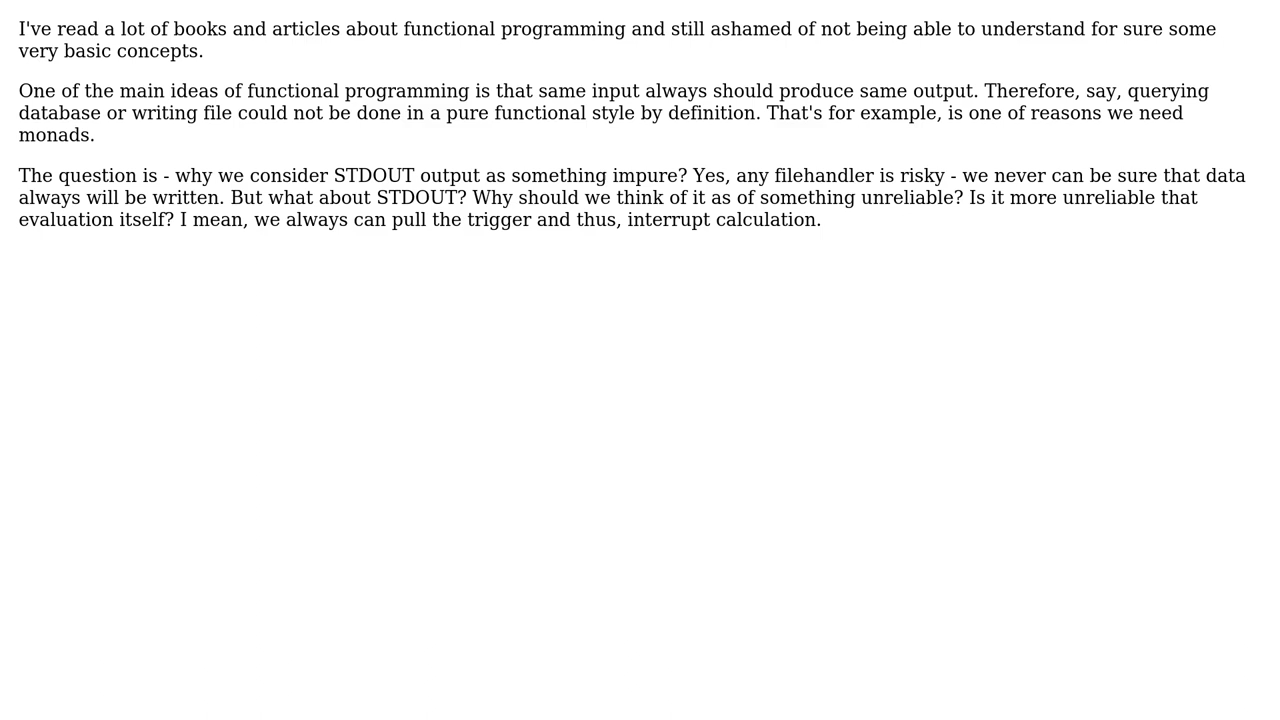 I've read a lot of books and articles about functional programming and still ashamed of not being able to understand for sure some
very basic concepts.
One of the main ideas of functional programming is that same input always should produce same output. Therefore, say, querying
database or writing file could not be done in a pure functional style by definition. That's for example, is one of reasons we need
monads.
The question is - why we consider STDOUT output as something impure? Yes, any filehandler is risky - we never can be sure that data
always will be written. But what about STDOUT? Why should we think of it as of something unreliable? Is it more unreliable that
evaluation itself? I mean, we always can pull the trigger and thus, interrupt calculation.